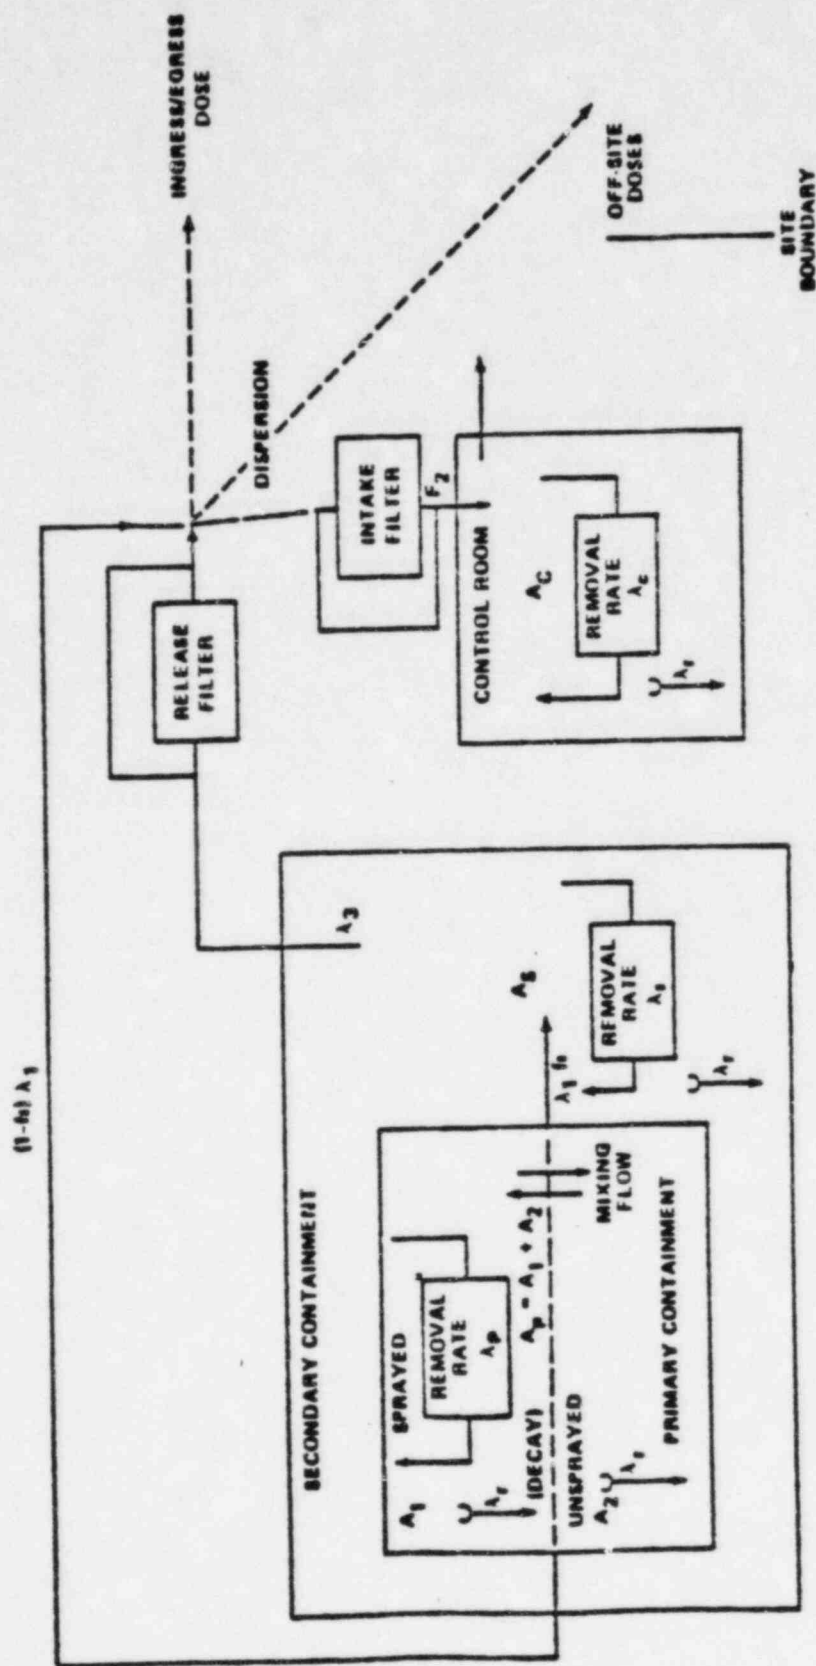 (1-fs) λ1
INGRESS/EGRESS
DOSE
RELEASE
FILTER
DISPERSION
OFF-SITE
DOSES
SITE
BOUNDARY
INTAKE
FILTER
F2
CONTROL ROOM
AC
REMOVAL
RATE
λc
λr
SECONDARY CONTAINMENT
λ3
AS
λ1 fs
REMOVAL
RATE
λr
SPRAYED
A1
REMOVAL
RATE
λp
λr
(DECAY)
AP = A1 + A2
MIXING
FLOW
UNSPRAYED
A2
λr
PRIMARY CONTAINMENT